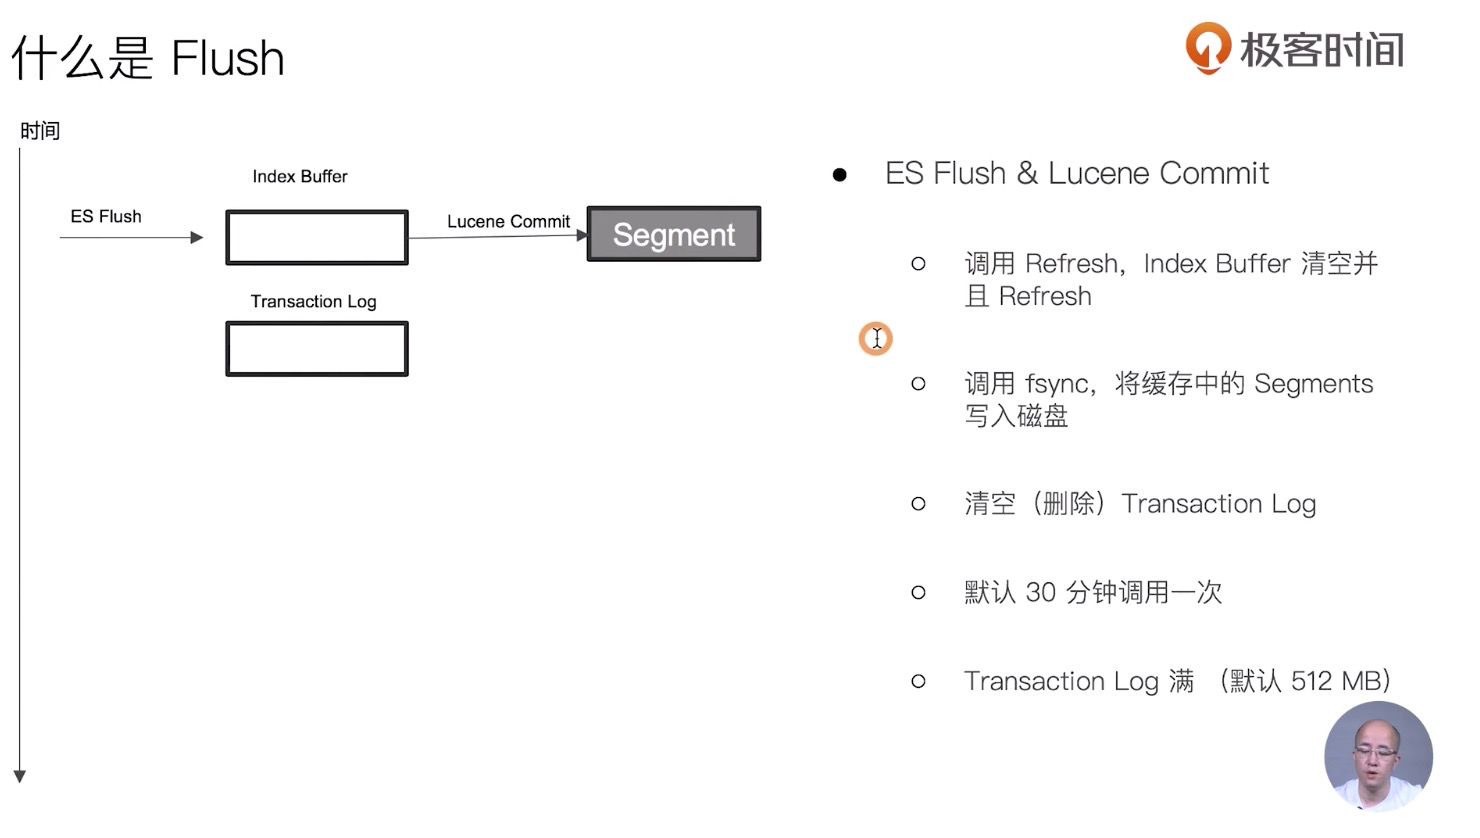 什么是 Flush
极客时间
时间
Index Buffer
ES Flush
Lucene Commit
Segment
Transaction Log
ES Flush & Lucene Commit
调用 Refresh，Index Buffer 清空并
且 Refresh
调用 fsync，将缓存中的 Segments
写入磁盘
清空（删除）Transaction Log
默认 30 分钟调用一次
Transaction Log 满 （默认 512 MB）